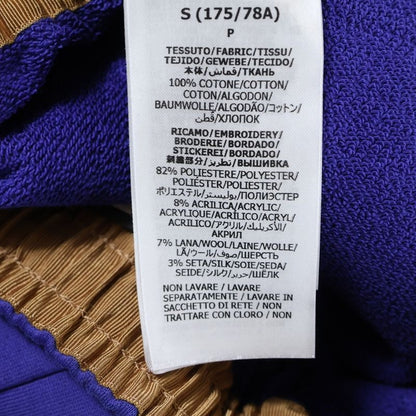 S (175/78A)
P
TESSUTO/FABRIC/TISSU/
TEJIDO/GEWEBE/TECIDO/
本体/قماش/ТКАНЬ
100% COTONE/COTTON/
COTON/ALGODON/
BAUMWOLLE/ALGODÃO/コットン/
قطن/ХЛОПОК
RICAMO/EMBROIDERY/
BRODERIE/BORDADO/
STICKEREI/BORDADO/
刺繍部分/تطريز/ВЫШИВКА
82% POLIESTERE/POLYESTER/
POLYESTER/POLIÉSTER/
POLYESTER/POLIÉSTER/
ポリエステル/بوليستر/ПОЛИЭСТЕР
8% ACRILICA/ACRYLIC/
ACRYLIQUE/ACRÍLICO/ACRYL/
ACRÍLICO/アクリル/الأكريليك/
АКРИЛ
7% LANA/WOOL/LAINE/WOLLE/
LÃ/ウール/صوف/ШЕРСТЬ
3% SETA/SILK/SOIE/SEDA/
SEIDE/シルク/حرير/ШЁЛК
NON LAVARE / LAVARE
SEPARATAMENTE / LAVARE IN
SACCHETTO DI RETE / NON
TRATTARE CON CLORO / NON